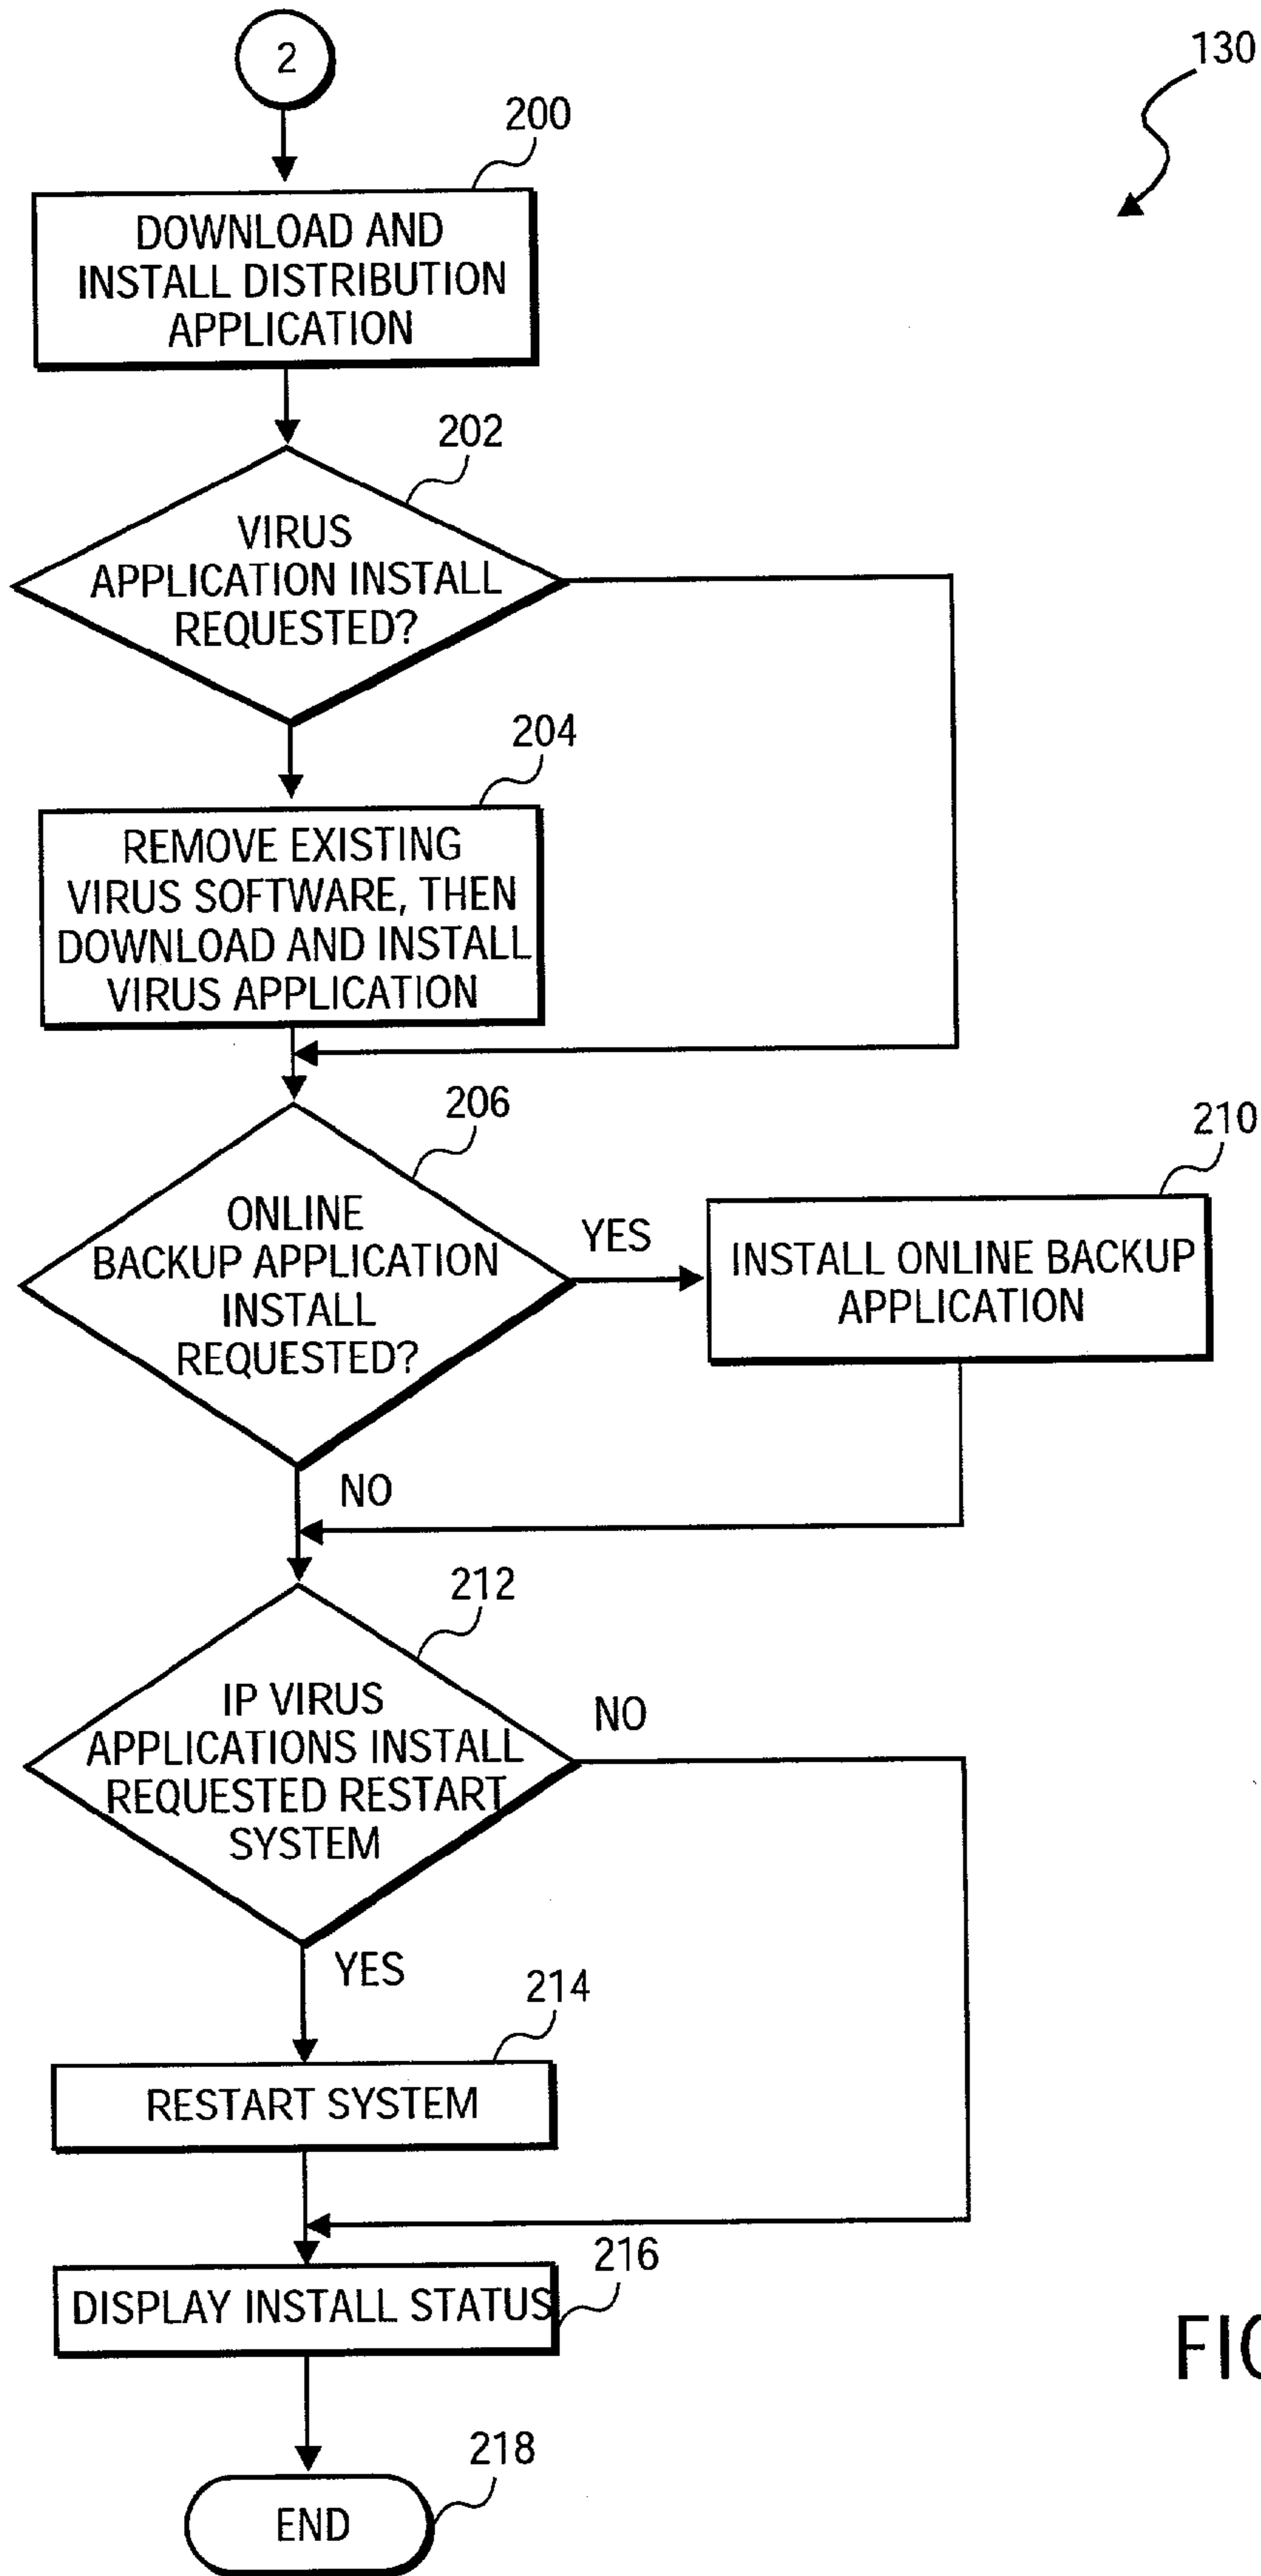 2
130
200
DOWNLOAD AND
INSTALL DISTRIBUTION
APPLICATION
202
VIRUS
APPLICATION INSTALL
REQUESTED?
204
REMOVE EXISTING
VIRUS SOFTWARE, THEN
DOWNLOAD AND INSTALL
VIRUS APPLICATION
206
ONLINE
BACKUP APPLICATION
INSTALL
REQUESTED?
YES
210
INSTALL ONLINE BACKUP
APPLICATION
NO
212
IP VIRUS
APPLICATIONS INSTALL
REQUESTED RESTART
SYSTEM
NO
YES
214
RESTART SYSTEM
216
DISPLAY INSTALL STATUS
218
END